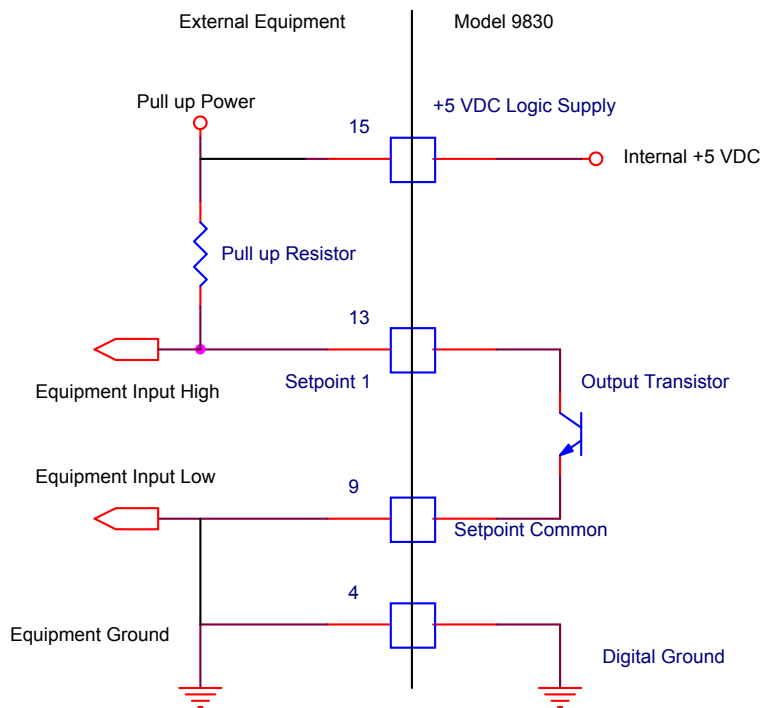 External Equipment
Model 9830
Pull up Power
+5 VDC Logic Supply
15
Internal +5 VDC
Pull up Resistor
13
Setpoint 1
Output Transistor
Equipment Input High
Equipment Input Low
9
Setpoint Common
4
Equipment Ground
Digital Ground